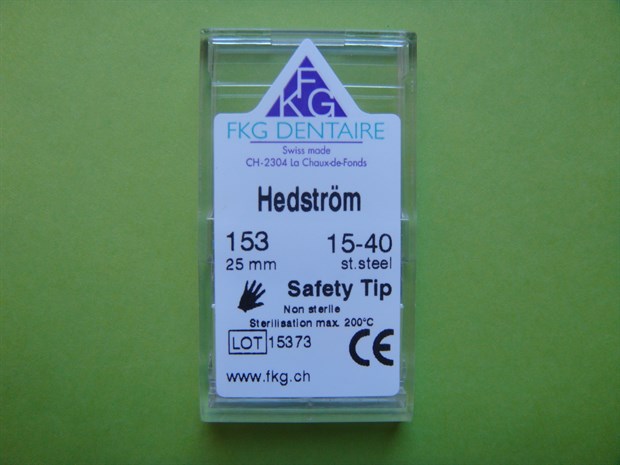 F
KG
FKG DENTAIRE
Swiss made
CH-2304 La Chaux-de-Fonds
Hedström
153 15-40
25 mm st.steel
Safety Tip
Non sterile
Sterilisation max. 200°C
LOT 15373
CE
www.fkg.ch